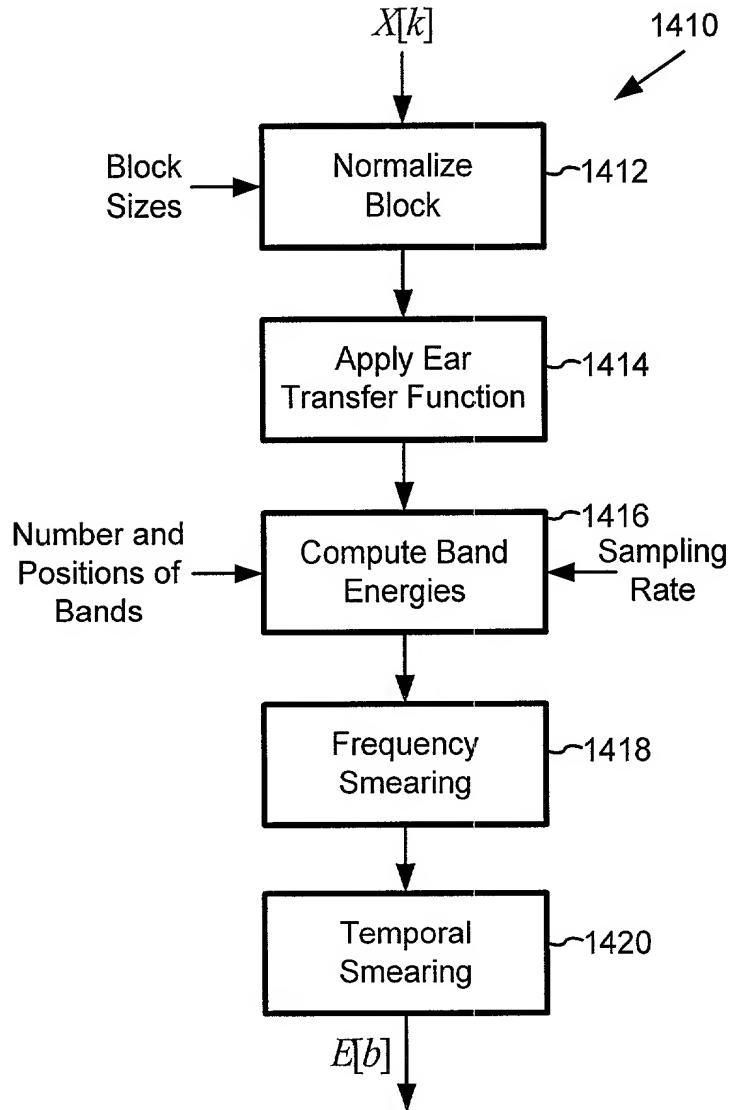 X[k]
1410
Block
Sizes
Normalize
Block
1412
Apply Ear
Transfer Function
1414
Number and
Positions of
Bands
Compute Band
Energies
1416
Sampling
Rate
Frequency
Smearing
1418
Temporal
Smearing
1420
E[b]